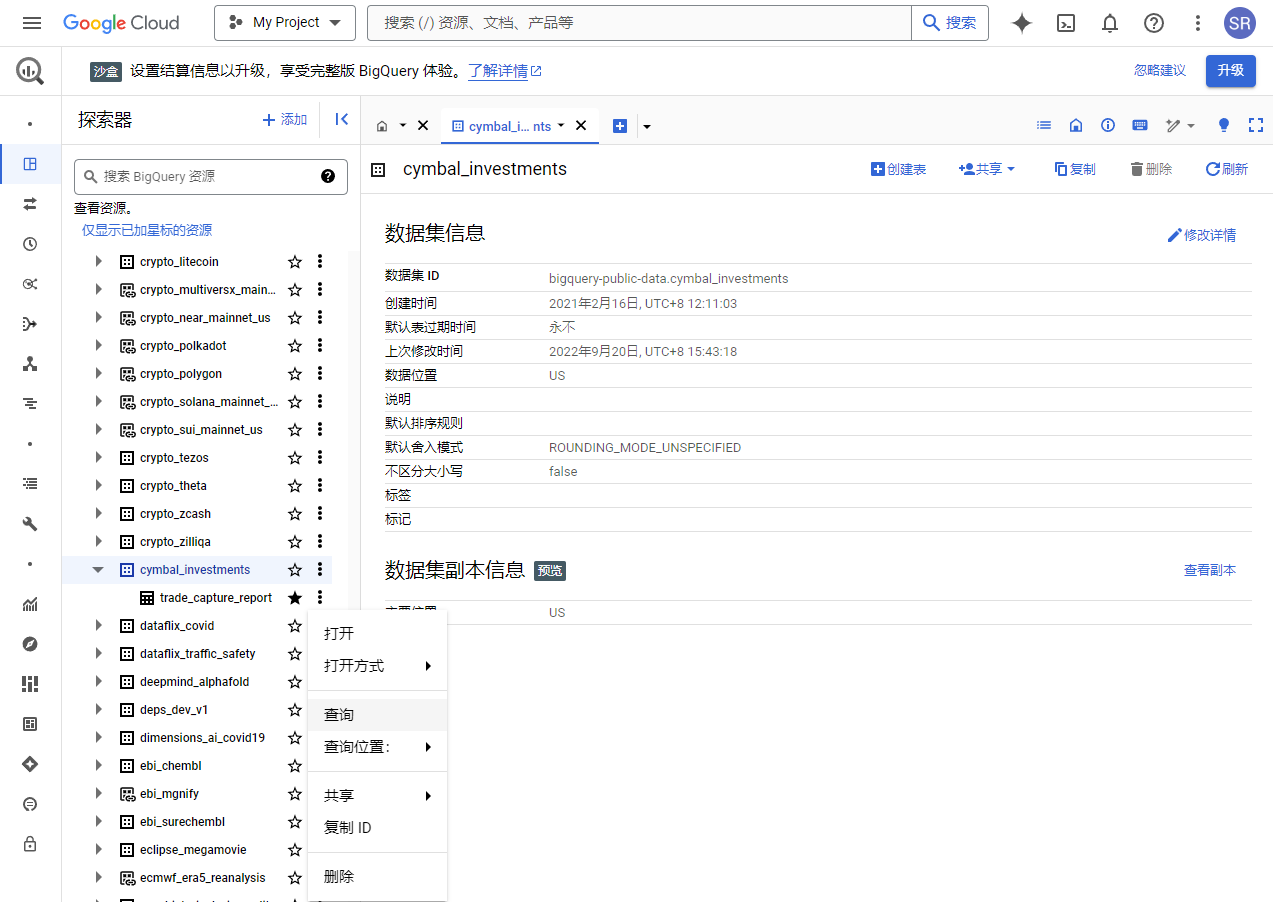 Google Cloud
My Project
搜索 (/) 资源、文档、产品等
搜索
SR
沙盒 设置结算信息以升级，享受完整版 BigQuery 体验。了解详情
忽略建议
升级
探索器
添加
cymbal_i... nts
搜索 BigQuery 资源
查看资源。
仅显示已加星标的资源
crypto_litecoin
crypto_multiversx_main...
crypto_near_mainnet_us
crypto_polkadot
crypto_polygon
crypto_solana_mainnet_...
crypto_sui_mainnet_us
crypto_tezos
crypto_theta
crypto_zcash
crypto_zilliqa
cymbal_investments
trade_capture_report
dataflix_covid
dataflix_traffic_safety
deepmind_alphafold
deps_dev_v1
dimensions_ai_covid19
ebi_chembl
ebi_mgnify
ebi_surechembl
eclipse_megamovie
ecmwf_era5_reanalysis
cymbal_investments
创建表
共享
复制
删除
刷新
数据集信息
修改详情
数据集 ID bigquery-public-data.cymbal_investments
创建时间 2021年2月16日, UTC+8 12:11:03
默认表过期时间 永不
上次修改时间 2022年9月20日, UTC+8 15:43:18
数据位置 US
说明
默认排序规则
默认舍入模式 ROUNDING_MODE_UNSPECIFIED
不区分大小写 false
标签
标记
数据集副本信息 预览
查看副本
US
打开
打开方式
查询
查询位置：
共享
复制 ID
删除